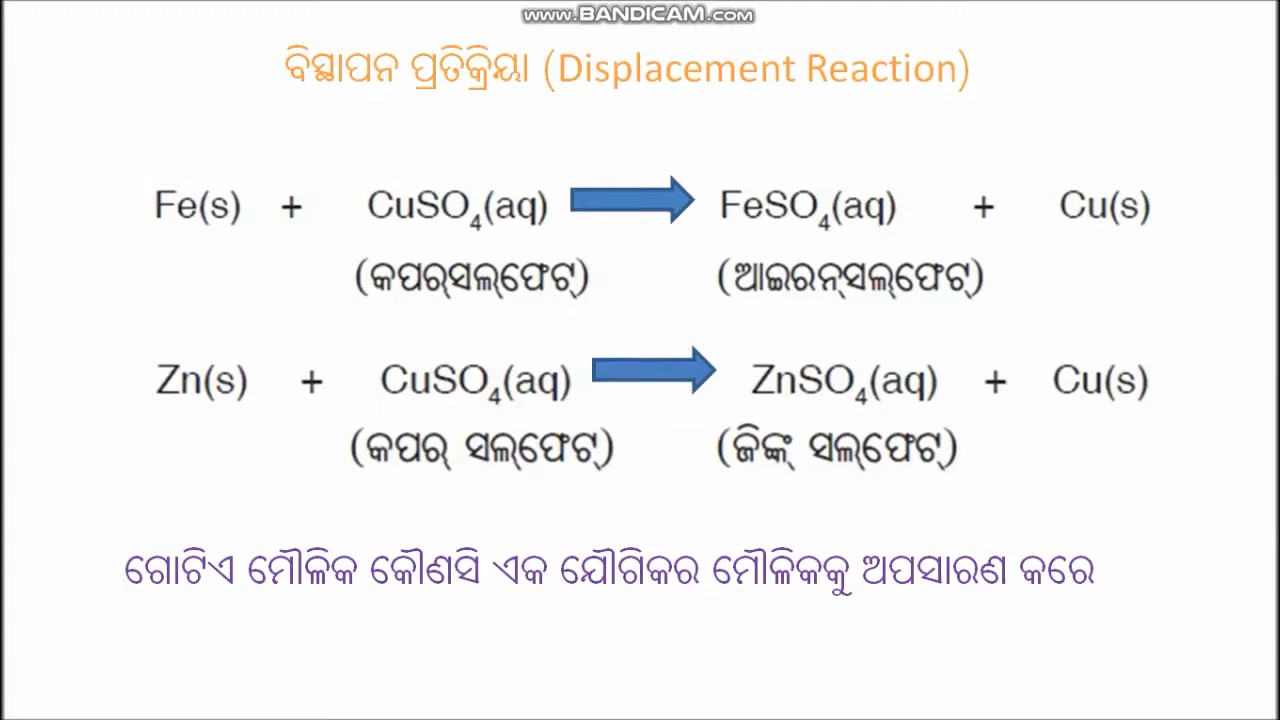 www.BANDICAM.com
ବିସ୍ଥାପନ ପ୍ରତିକ୍ରିୟା (Displacement Reaction)
Fe(s) + CuSO₄(aq) FeSO₄(aq) + Cu(s)
(କପର୍‌ସଲ୍‌ଫେଟ୍) (ଆଇରନ୍‌ସଲ୍‌ଫେଟ୍)
Zn(s) + CuSO₄(aq) ZnSO₄(aq) + Cu(s)
(କପର୍ ସଲ୍‌ଫେଟ୍) (ଜିଙ୍କ୍ ସଲ୍‌ଫେଟ୍)
ଗୋଟିଏ ମୌଳିକ କୌଣସି ଏକ ଯୌଗିକର ମୌଳିକକୁ ଅପସାରଣ କରେ